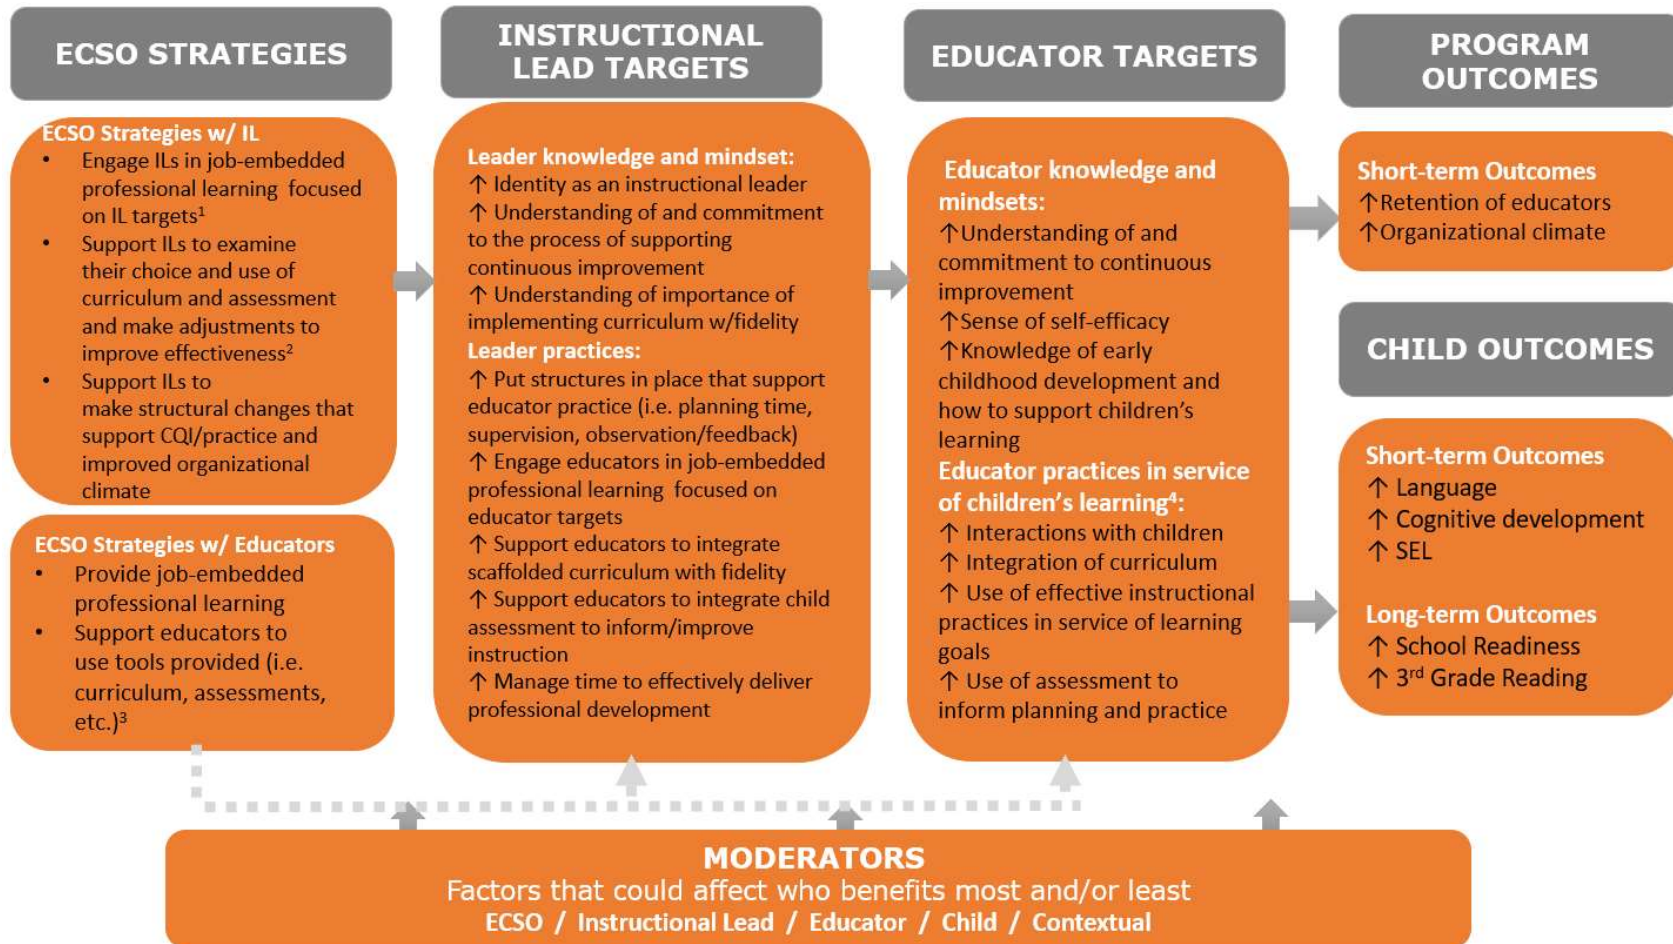 ECSO STRATEGIES
ECSO Strategies w/ IL
• Engage ILs in job-embedded
professional learning focused
on IL targets¹
• Support ILs to examine
their choice and use of
curriculum and assessment
and make adjustments to
improve effectiveness²
• Support ILs to
make structural changes that
support CQI/practice and
improved organizational
climate
ECSO Strategies w/ Educators
• Provide job-embedded
professional learning
• Support educators to
use tools provided (i.e.
curriculum, assessments,
etc.)³
INSTRUCTIONAL
LEAD TARGETS
Leader knowledge and mindset:
↑ Identity as an instructional leader
↑ Understanding of and commitment
to the process of supporting
continuous improvement
↑ Understanding of importance of
implementing curriculum w/fidelity
Leader practices:
↑ Put structures in place that support
educator practice (i.e. planning time,
supervision, observation/feedback)
↑ Engage educators in job-embedded
professional learning focused on
educator targets
↑ Support educators to integrate
scaffolded curriculum with fidelity
↑ Support educators to integrate child
assessment to inform/improve
instruction
↑ Manage time to effectively deliver
professional development
EDUCATOR TARGETS
Educator knowledge and
mindsets:
↑Understanding of and
commitment to continuous
improvement
↑Sense of self-efficacy
↑Knowledge of early
childhood development and
how to support children’s
learning
Educator practices in service
of children’s learning⁴:
↑ Interactions with children
↑ Integration of curriculum
↑ Use of effective instructional
practices in service of learning
goals
↑ Use of assessment to
inform planning and practice
PROGRAM
OUTCOMES
Short-term Outcomes
↑Retention of educators
↑Organizational climate
CHILD OUTCOMES
Short-term Outcomes
↑ Language
↑ Cognitive development
↑ SEL
Long-term Outcomes
↑ School Readiness
↑ 3rd Grade Reading
MODERATORS
Factors that could affect who benefits most and/or least
ECSO / Instructional Lead / Educator / Child / Contextual